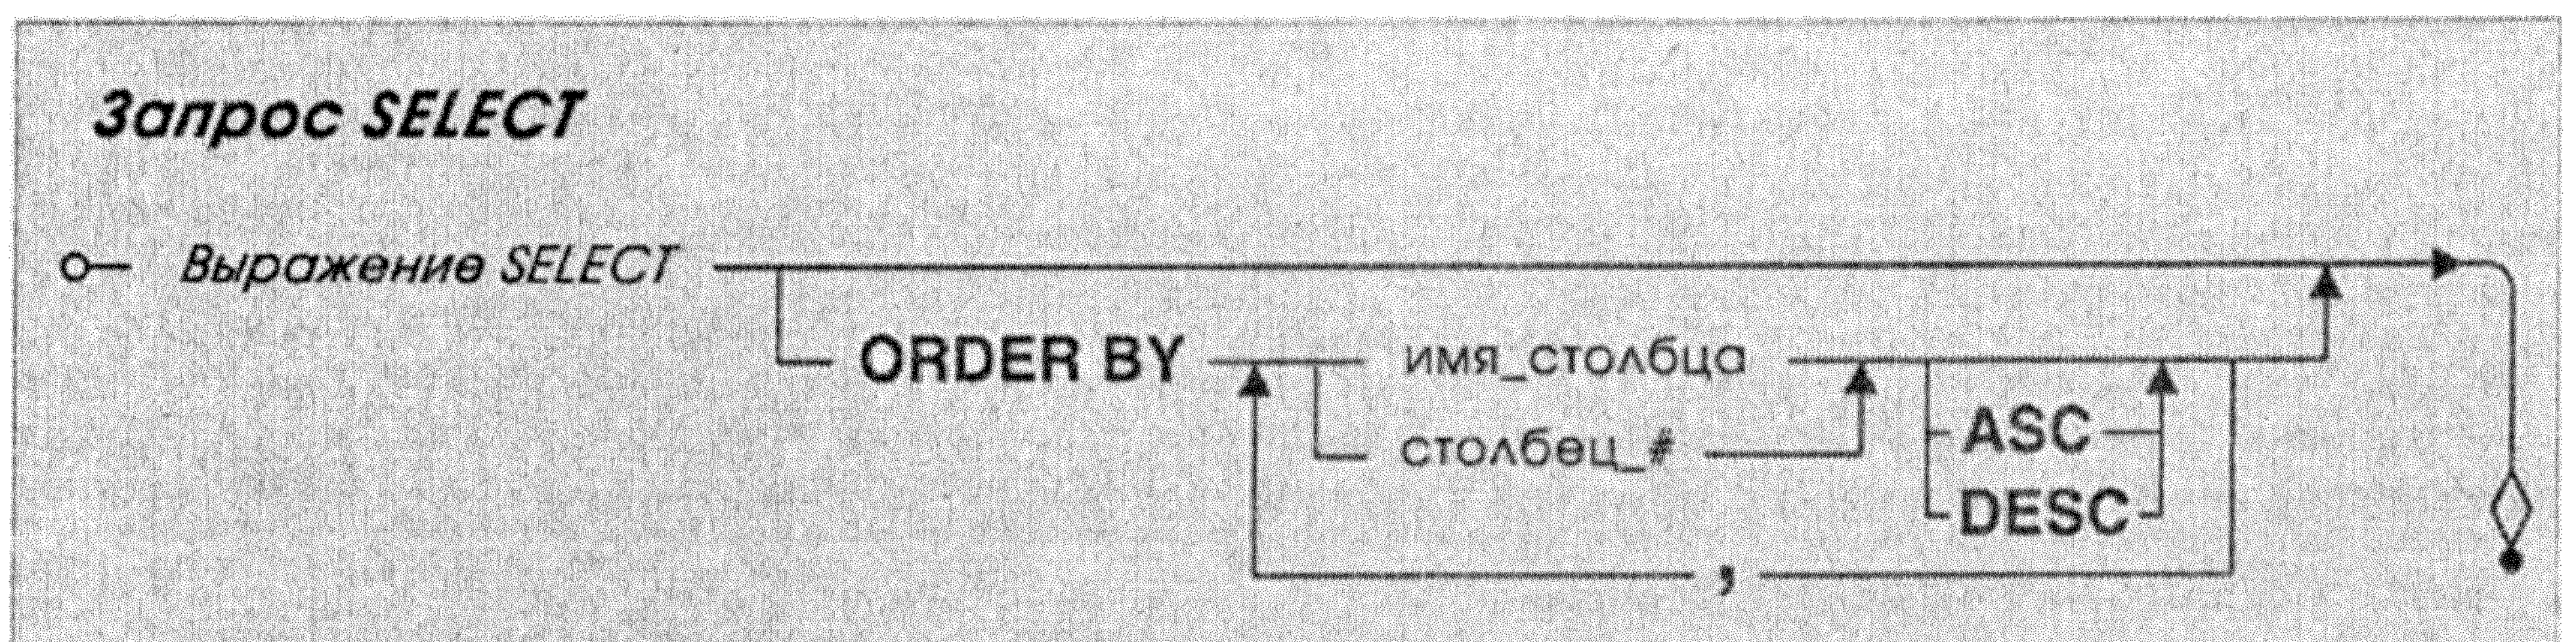 Запрос SELECT
Выражение SELECT
ORDER BY имя_столбца
столбец_#
ASC
DESC
,